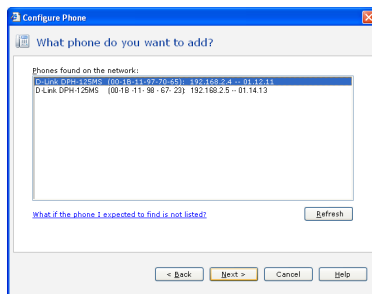 Configure Phone
What phone do you want to add?
Phones found on the network:
D-Link DPH-125MS (00-1B-11-97-70-65): 192.168.2.4 -- 01.12.11
D-Link DPH-125MS (00-1B -11- 98 - 67- 23): 192.168.2.5 -- 01.14.13
What if the phone I expected to find is not listed?
Refresh
< Back
Next >
Cancel
Help